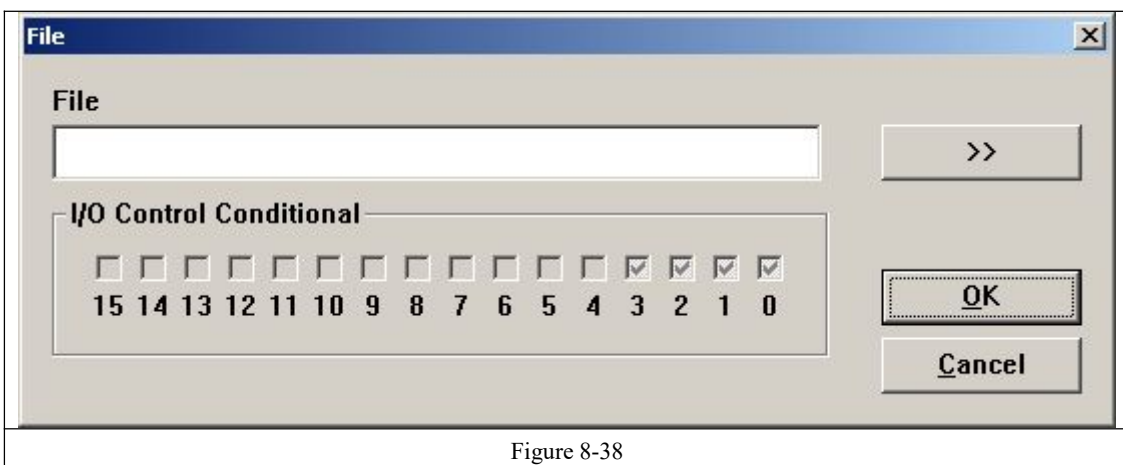 File
File
>>
I/O Control Conditional
15 14 13 12 11 10 9 8 7 6 5 4 3 2 1 0
OK
Cancel
Figure 8-38